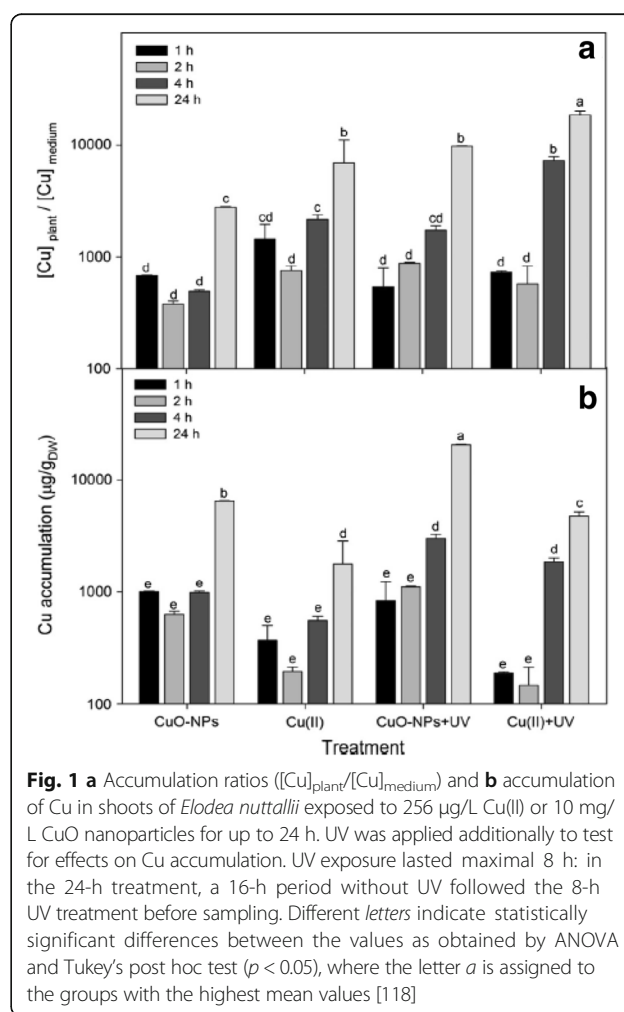 a
1 h
2 h
4 h
24 h
[Cu] plant / [Cu] medium
10000
1000
100
d d d c
cd d c b
d d cd b
d d b a
b
1 h
2 h
4 h
24 h
Cu accumulation (µg/gDW)
10000
1000
100
e e e b
e e e d
e e d a
e e d c
CuO-NPs Cu(II) CuO-NPs+UV Cu(II)+UV
Treatment
Fig. 1 a Accumulation ratios ([Cu]plant/[Cu]medium) and b accumulation
of Cu in shoots of Elodea nuttallii exposed to 256 µg/L Cu(II) or 10 mg/
L CuO nanoparticles for up to 24 h. UV was applied additionally to test
for effects on Cu accumulation. UV exposure lasted maximal 8 h: in
the 24-h treatment, a 16-h period without UV followed the 8-h
UV treatment before sampling. Different letters indicate statistically
significant differences between the values as obtained by ANOVA
and Tukey's post hoc test (p < 0.05), where the letter a is assigned to
the groups with the highest mean values [118]